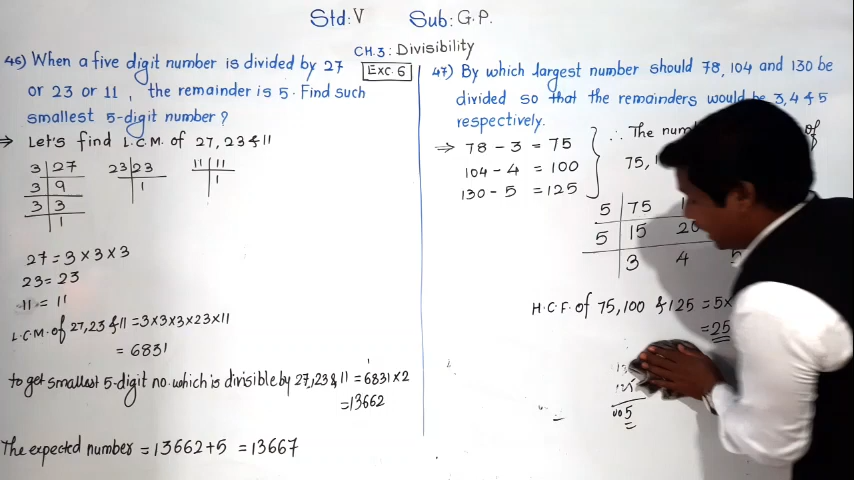 Std: V Sub: G.P.
CH.3: Divisibility
Exc. 6
46) When a five digit number is divided by 27
or 23 or 11, the remainder is 5. Find such
smallest 5-digit number?
⇒ Let's find L.C.M. of 27, 23 & 11
3 | 27
3 | 9
3 | 3
1
23 | 23
1
11 | 11
1
27 = 3 × 3 × 3
23 = 23
11 = 11
L.C.M. of 27, 23 & 11 = 3×3×3×23×11
= 6831
to get smallest 5-digit no. which is divisible by 27, 23 & 11 = 6831 × 2
= 13662
The expected number = 13662 + 5 = 13667
47) By which largest number should 78, 104 and 130 be
divided so that the remainders would be 3, 4 & 5
respectively.
⇒ 78 - 3 = 75
104 - 4 = 100
130 - 5 = 125
∴ The of
75,
5 | 75
5 | 15 20
3 4 5
H.C.F. of 75, 100 & 125 = 5×
= 25
005